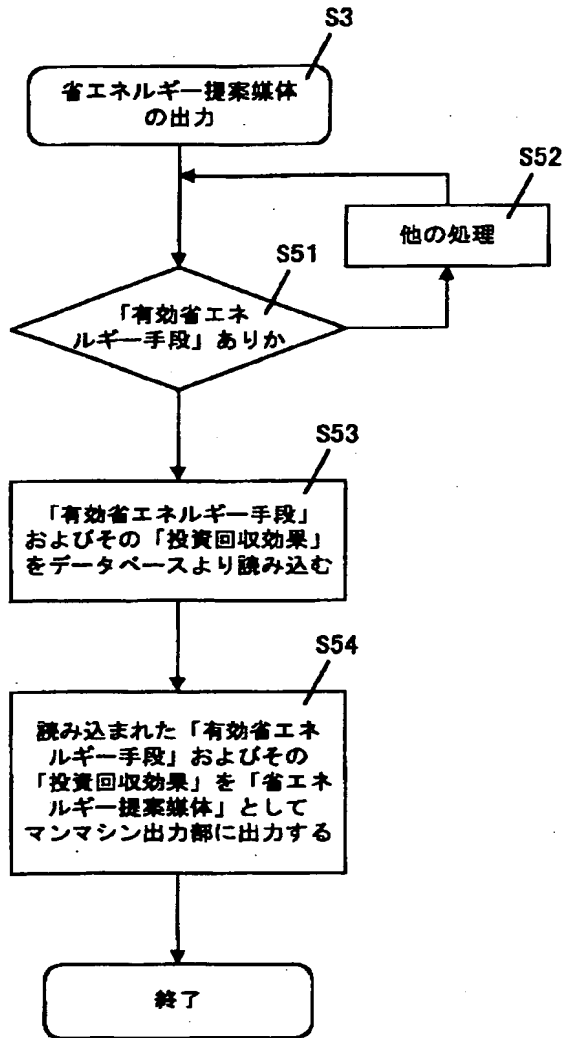 S3
省エネルギー提案媒体
の出力
S52
他の処理
S51
「有効省エネ
ルギー手段」ありか
S53
「有効省エネルギー手段」
およびその「投資回収効果」
をデータベースより読み込む
S54
読み込まれた「有効省エネ
ルギー手段」およびその
「投資回収効果」を「省エネ
ルギー提案媒体」として
マンマシン出力部に出力する
終了